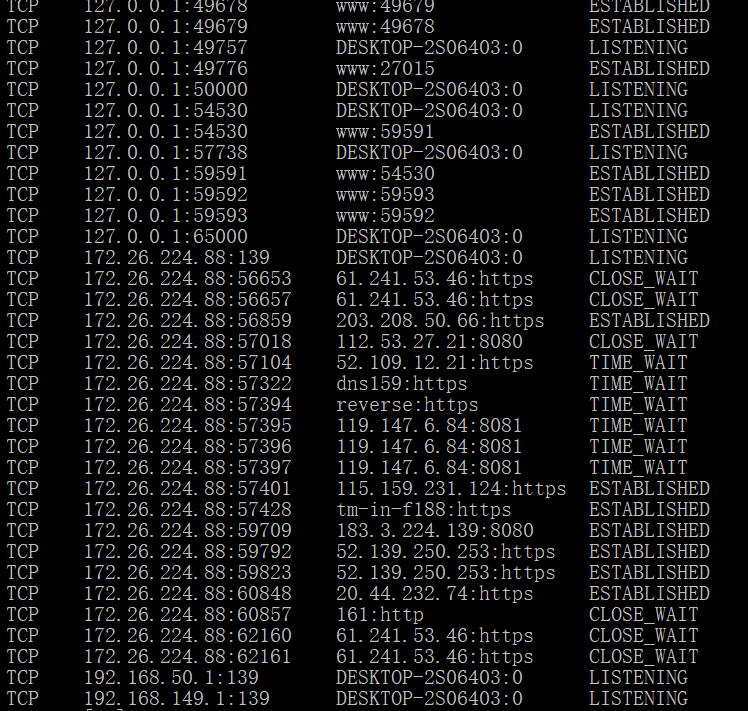 TCP 127.0.0.1:49678 www:49679 ESTABLISHED
TCP 127.0.0.1:49679 www:49678 ESTABLISHED
TCP 127.0.0.1:49757 DESKTOP-2S06403:0 LISTENING
TCP 127.0.0.1:49776 www:27015 ESTABLISHED
TCP 127.0.0.1:50000 DESKTOP-2S06403:0 LISTENING
TCP 127.0.0.1:54530 DESKTOP-2S06403:0 LISTENING
TCP 127.0.0.1:54530 www:59591 ESTABLISHED
TCP 127.0.0.1:57738 DESKTOP-2S06403:0 LISTENING
TCP 127.0.0.1:59591 www:54530 ESTABLISHED
TCP 127.0.0.1:59592 www:59593 ESTABLISHED
TCP 127.0.0.1:59593 www:59592 ESTABLISHED
TCP 127.0.0.1:65000 DESKTOP-2S06403:0 LISTENING
TCP 172.26.224.88:139 DESKTOP-2S06403:0 LISTENING
TCP 172.26.224.88:56653 61.241.53.46:https CLOSE_WAIT
TCP 172.26.224.88:56657 61.241.53.46:https CLOSE_WAIT
TCP 172.26.224.88:56859 203.208.50.66:https ESTABLISHED
TCP 172.26.224.88:57018 112.53.27.21:8080 CLOSE_WAIT
TCP 172.26.224.88:57104 52.109.12.21:https TIME_WAIT
TCP 172.26.224.88:57322 dns159:https TIME_WAIT
TCP 172.26.224.88:57394 reverse:https TIME_WAIT
TCP 172.26.224.88:57395 119.147.6.84:8081 TIME_WAIT
TCP 172.26.224.88:57396 119.147.6.84:8081 TIME_WAIT
TCP 172.26.224.88:57397 119.147.6.84:8081 TIME_WAIT
TCP 172.26.224.88:57401 115.159.231.124:https ESTABLISHED
TCP 172.26.224.88:57428 tm-in-f188:https ESTABLISHED
TCP 172.26.224.88:59709 183.3.224.139:8080 ESTABLISHED
TCP 172.26.224.88:59792 52.139.250.253:https ESTABLISHED
TCP 172.26.224.88:59823 52.139.250.253:https ESTABLISHED
TCP 172.26.224.88:60848 20.44.232.74:https ESTABLISHED
TCP 172.26.224.88:60857 161:http CLOSE_WAIT
TCP 172.26.224.88:62160 61.241.53.46:https CLOSE_WAIT
TCP 172.26.224.88:62161 61.241.53.46:https CLOSE_WAIT
TCP 192.168.50.1:139 DESKTOP-2S06403:0 LISTENING
TCP 192.168.149.1:139 DESKTOP-2S06403:0 LISTENING